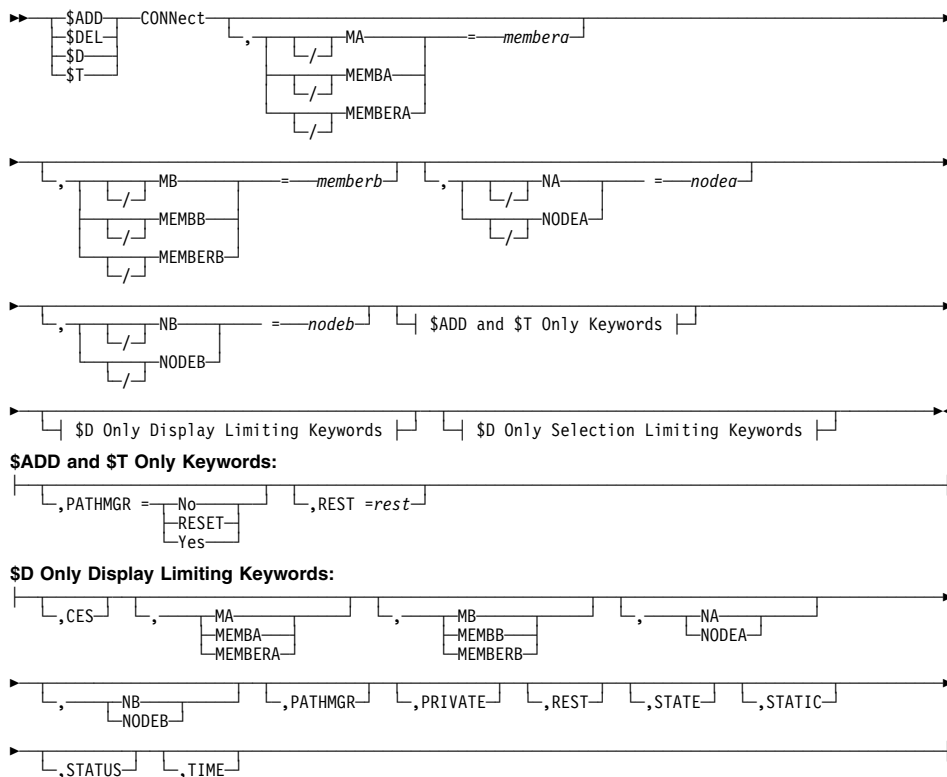 $ADD CONNect
$DEL , MA = membera
$D /
$T MEMBA
/
MEMBERA
/
, MB = memberb , NA = nodea
/ /
MEMBB NODEA
/ /
MEMBERB
/
, NB = nodeb $ADD and $T Only Keywords
/
NODEB
/
$D Only Display Limiting Keywords $D Only Selection Limiting Keywords
$ADD and $T Only Keywords:
,PATHMGR = No ,REST =rest
RESET
Yes
$D Only Display Limiting Keywords:
,CES , MA , MB , NA
MEMBA MEMBB NODEA
MEMBERA MEMBERB
, NB ,PATHMGR ,PRIVATE ,REST ,STATE ,STATIC
NODEB
,STATUS ,TIME